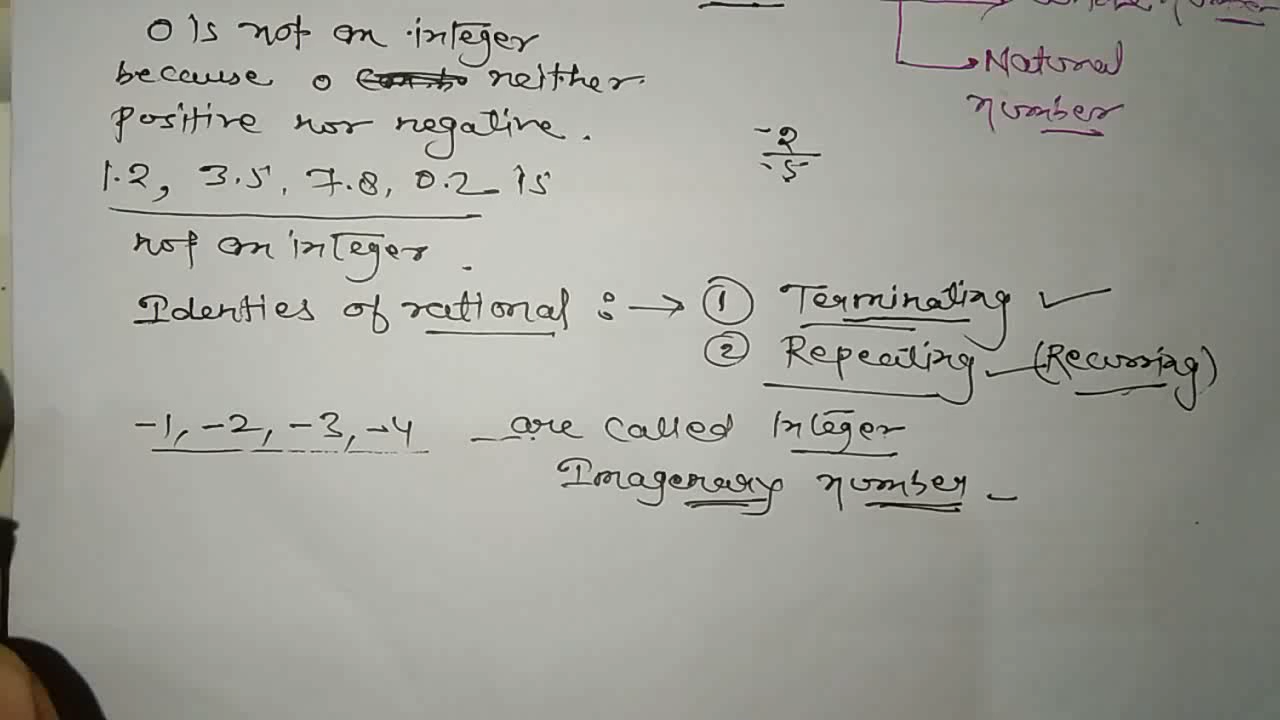 0 is not an integer
because 0 neither
positive nor negative.
1.2, 3.5, 7.8, 0.2 is
not an integer.
Natural
number
-2
-5
Identies of rational : → ① Terminating ✓
② Repeating (Recurring)
-1, -2, -3, -4 are called integer
Imagenary number -